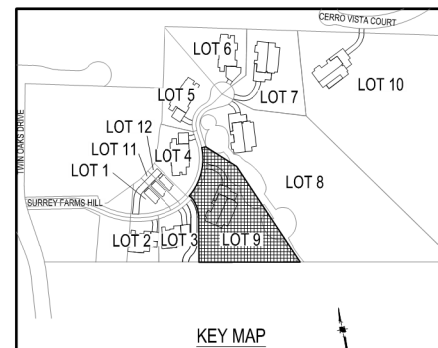 CERRO VISTA COURT
LOT 6
LOT 10
LOT 5
LOT 7
TWIN OAKS DRIVE
LOT 12
LOT 11
LOT 4
LOT 1
LOT 8
SURREY FARMS HILL
LOT 2
LOT 3
LOT 9
KEY MAP